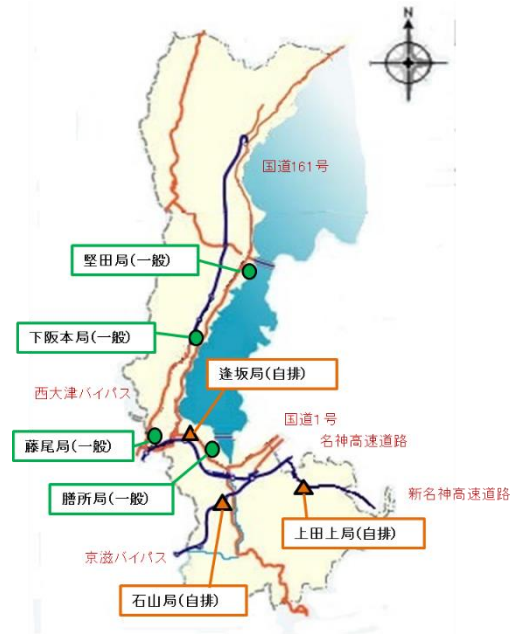 N
国道161号
堅田局(一般)
下阪本局(一般)
逢坂局(自排)
西大津バイパス
国道1号
藤尾局(一般)
名神高速道路
膳所局(一般)
新名神高速道路
上田上局(自排)
京滋バイパス
石山局(自排)